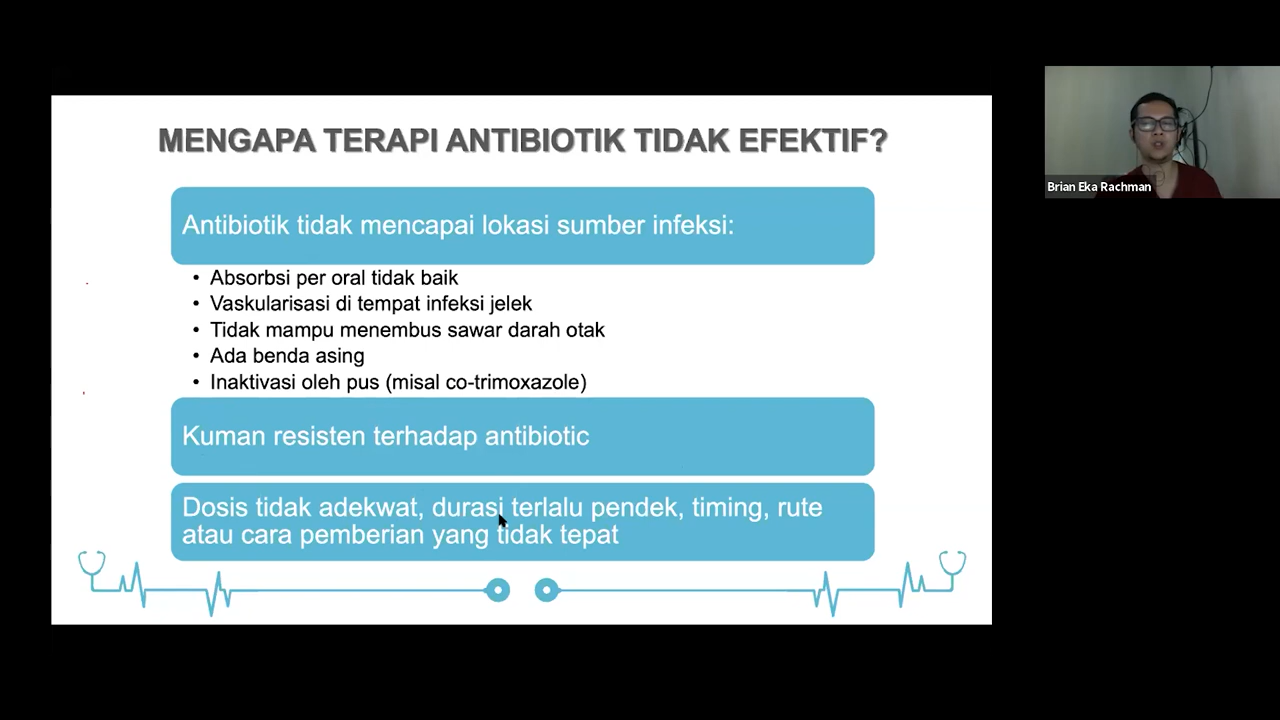 MENGAPA TERAPI ANTIBIOTIK TIDAK EFEKTIF?
Antibiotik tidak mencapai lokasi sumber infeksi:
• Absorbsi per oral tidak baik
• Vaskularisasi di tempat infeksi jelek
• Tidak mampu menembus sawar darah otak
• Ada benda asing
• Inaktivasi oleh pus (misal co-trimoxazole)
Kuman resisten terhadap antibiotic
Dosis tidak adekwat, durasi terlalu pendek, timing, rute
atau cara pemberian yang tidak tepat
Brian Eka Rachman